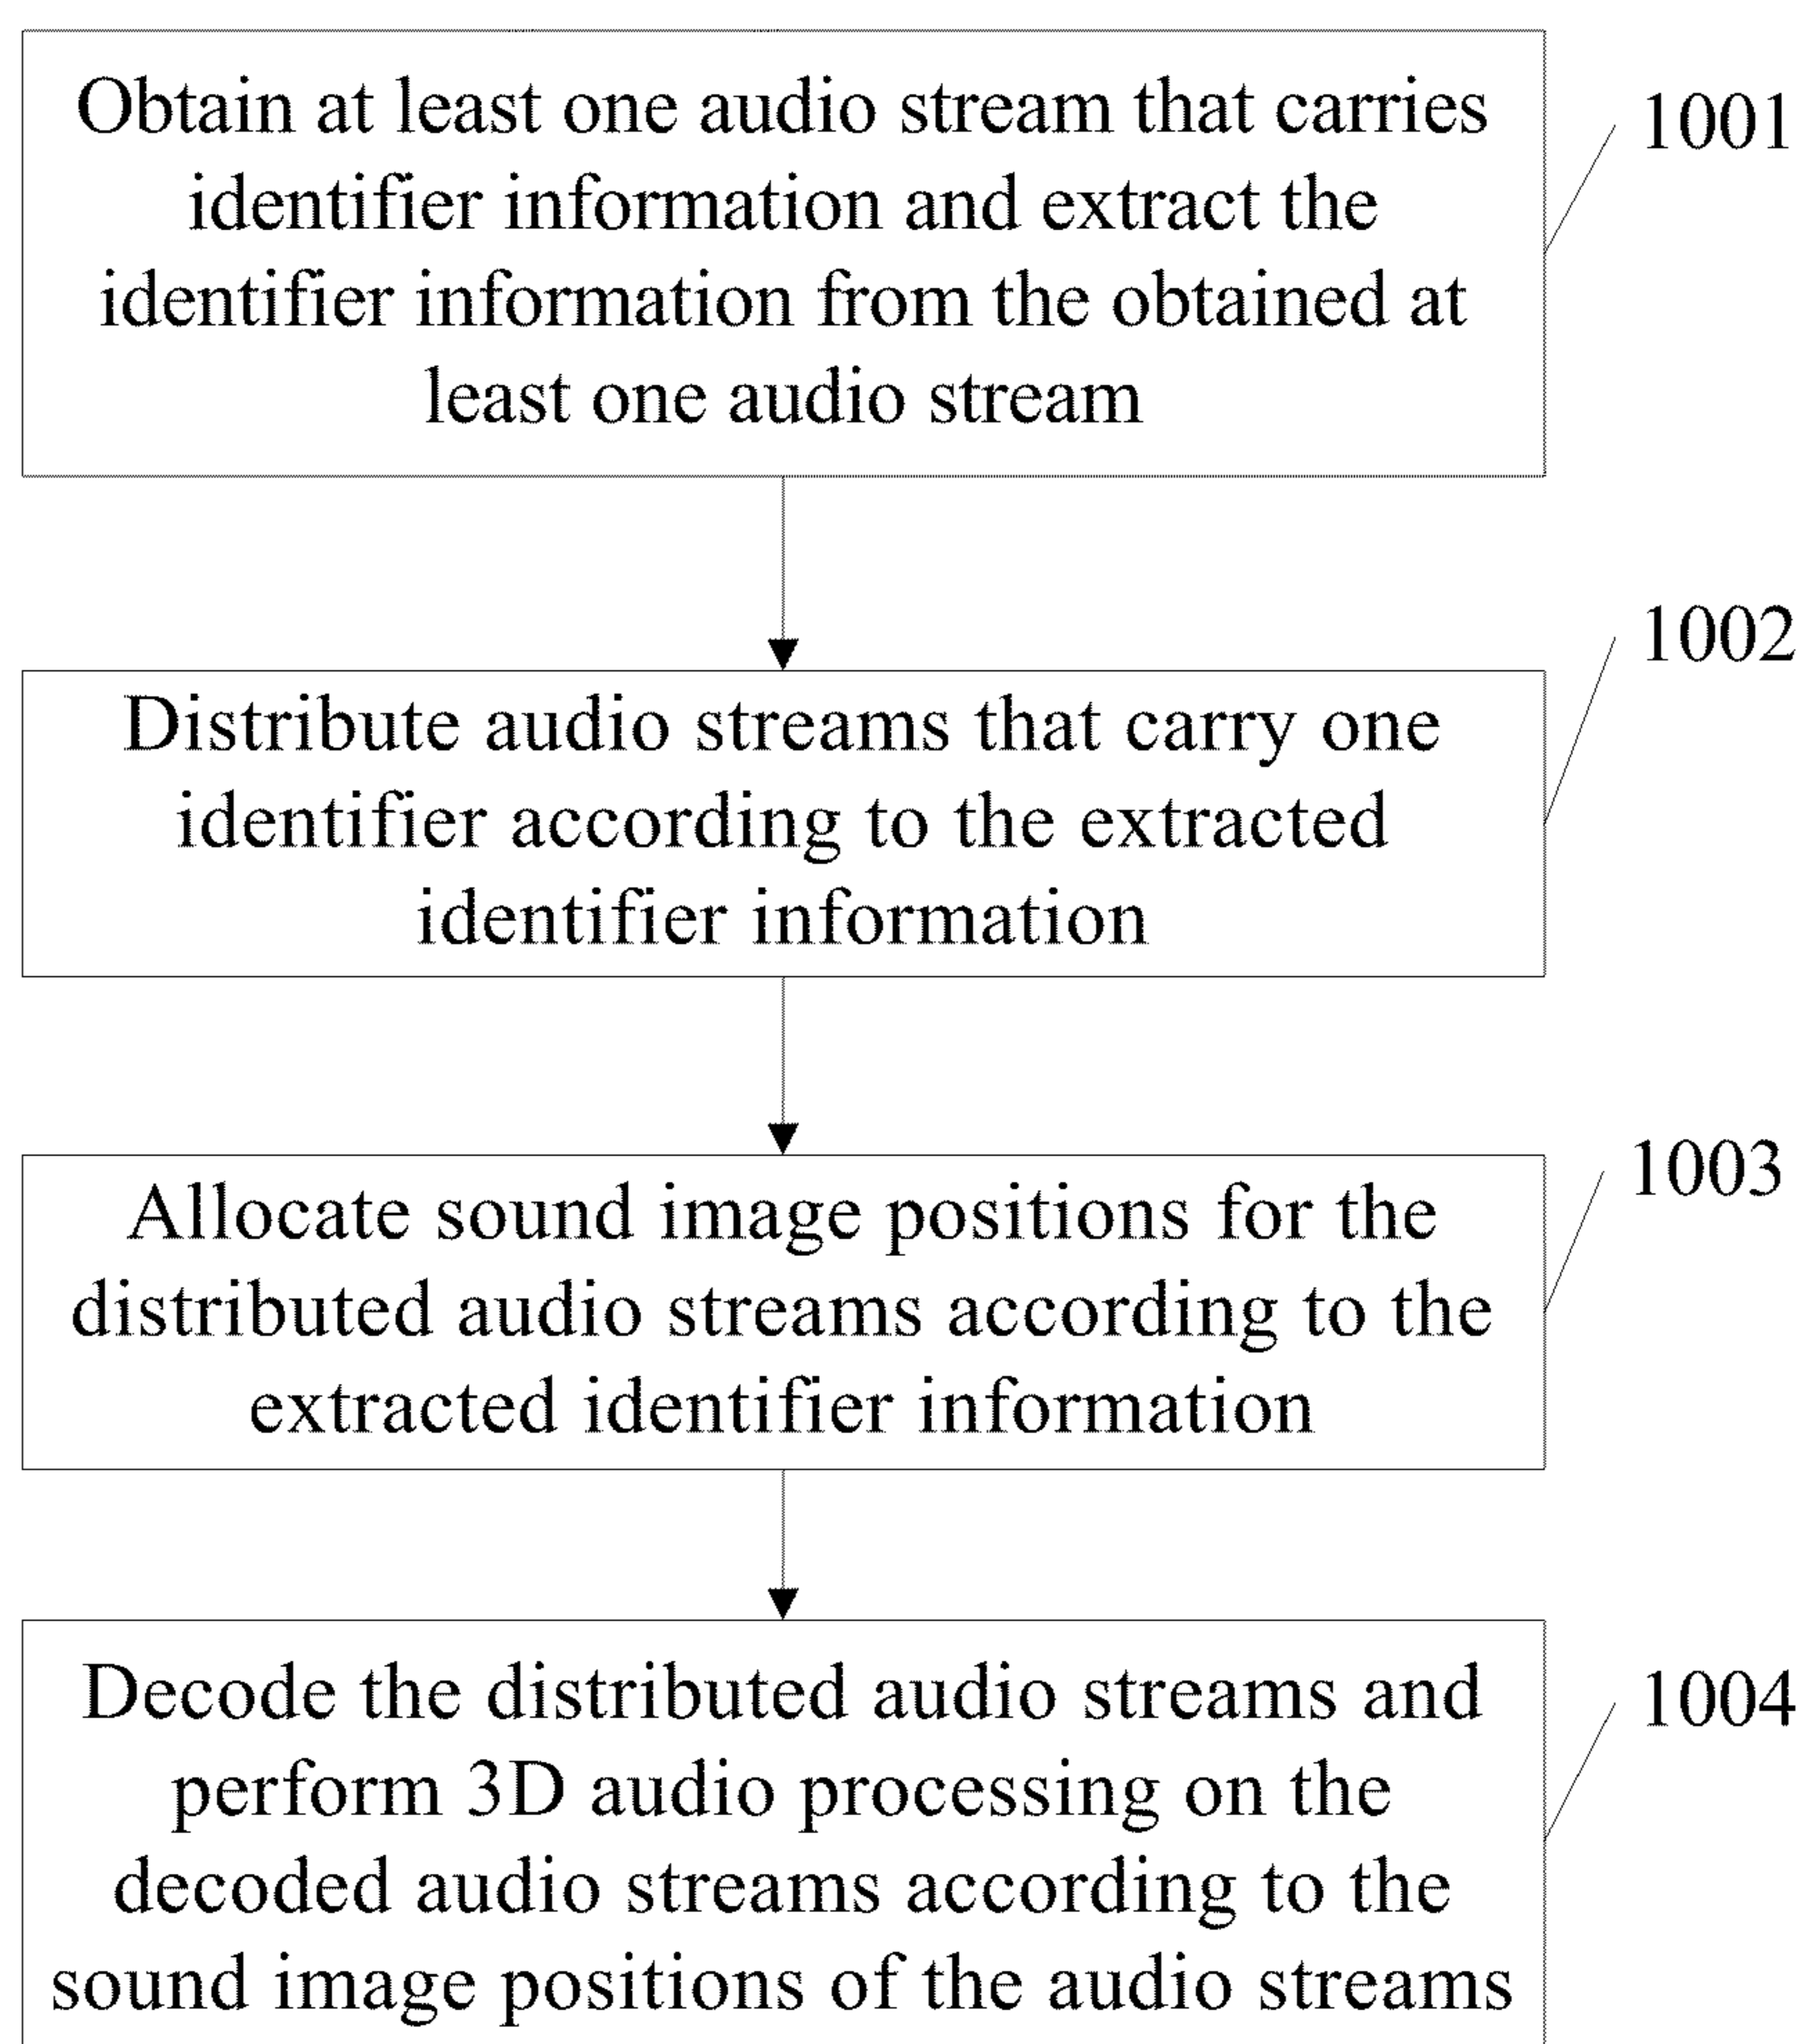 Obtain at least one audio stream that carries
identifier information and extract the
identifier information from the obtained at
least one audio stream
1001
Distribute audio streams that carry one
identifier according to the extracted
identifier information
1002
Allocate sound image positions for the
distributed audio streams according to the
extracted identifier information
1003
Decode the distributed audio streams and
perform 3D audio processing on the
decoded audio streams according to the
sound image positions of the audio streams
1004